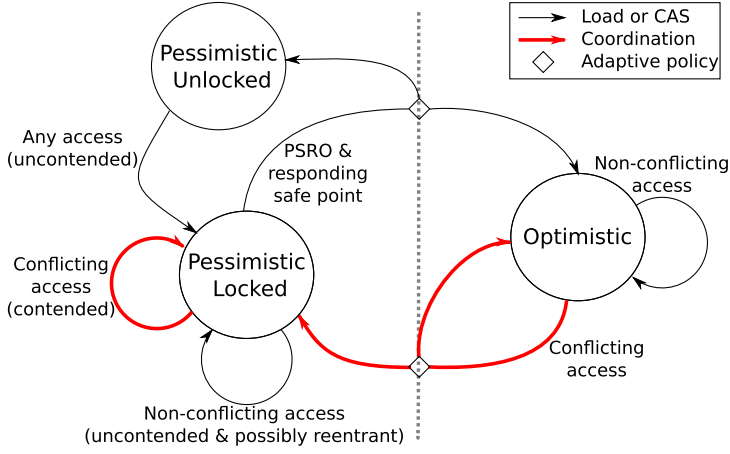 Load or CAS
Coordination
Adaptive policy
Pessimistic
Unlocked
Any access
(uncontended)
PSRO &
responding
safe point
Non-conflicting
access
Optimistic
Pessimistic
Locked
Conflicting
access
(contended)
Conflicting
access
Non-conflicting access
(uncontended & possibly reentrant)